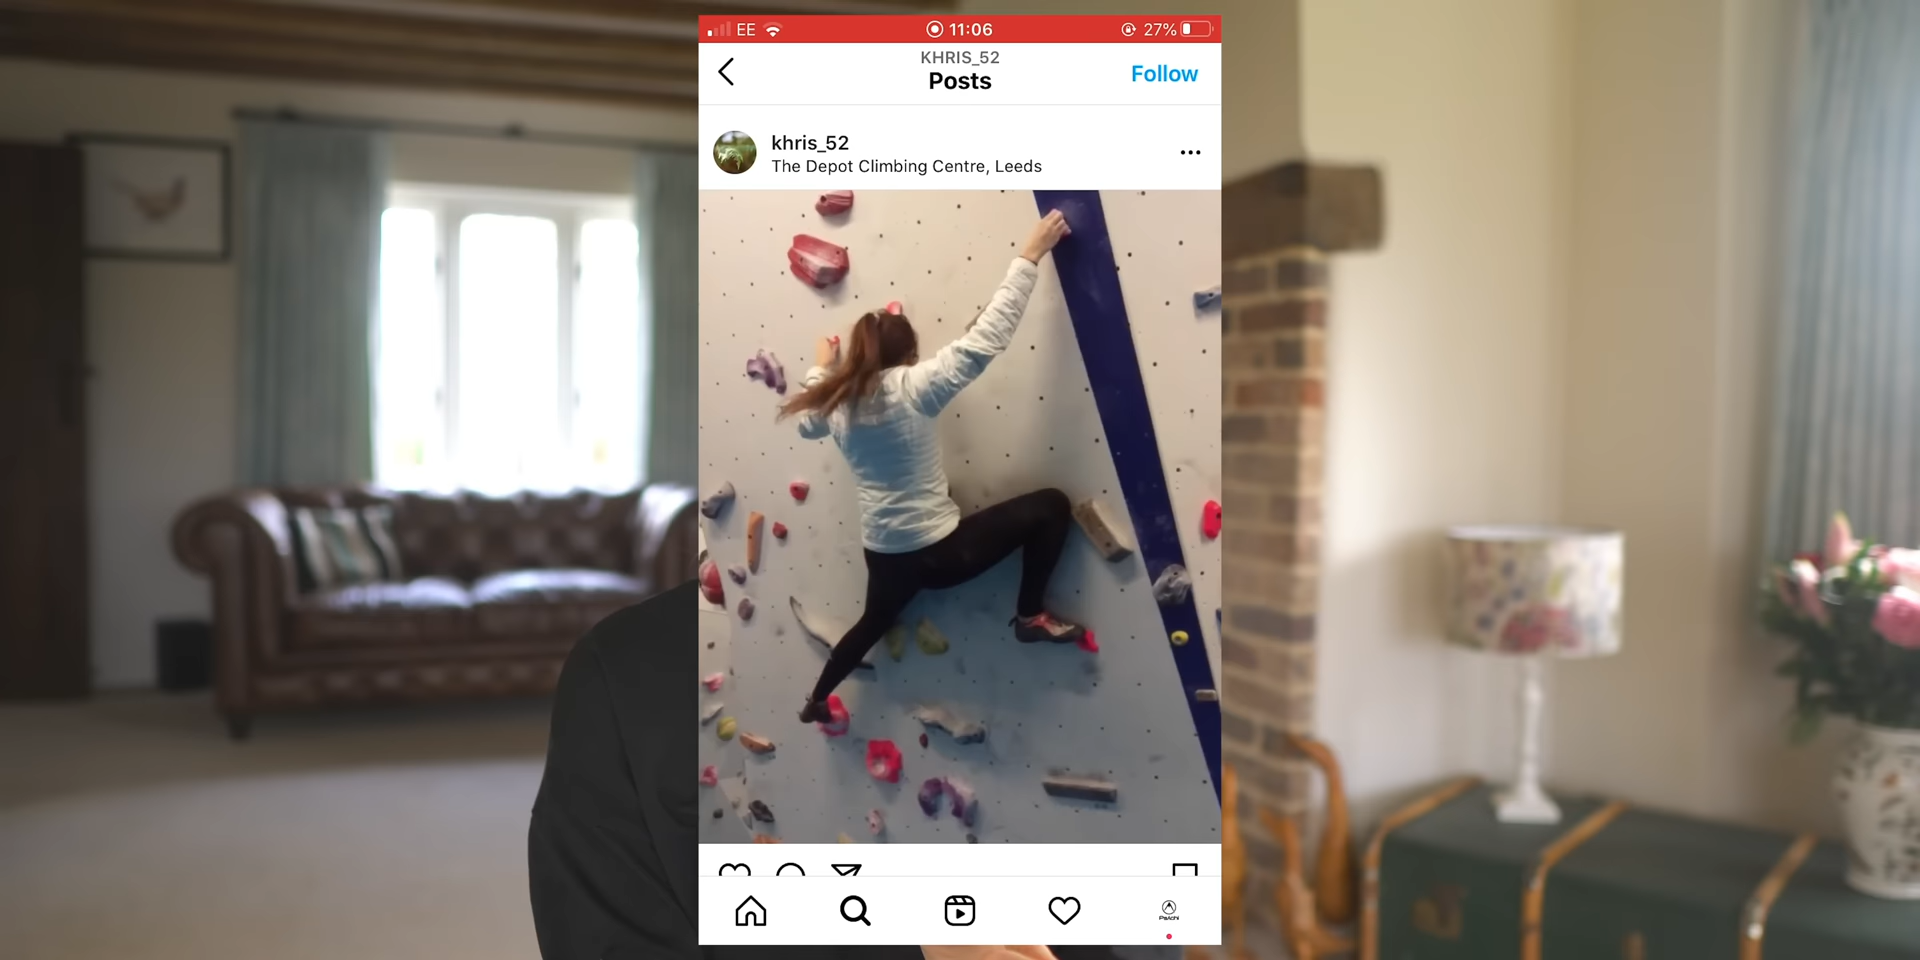 EE 11:06 27%
KHRIS_52
Posts
Follow
khris_52
The Depot Climbing Centre, Leeds